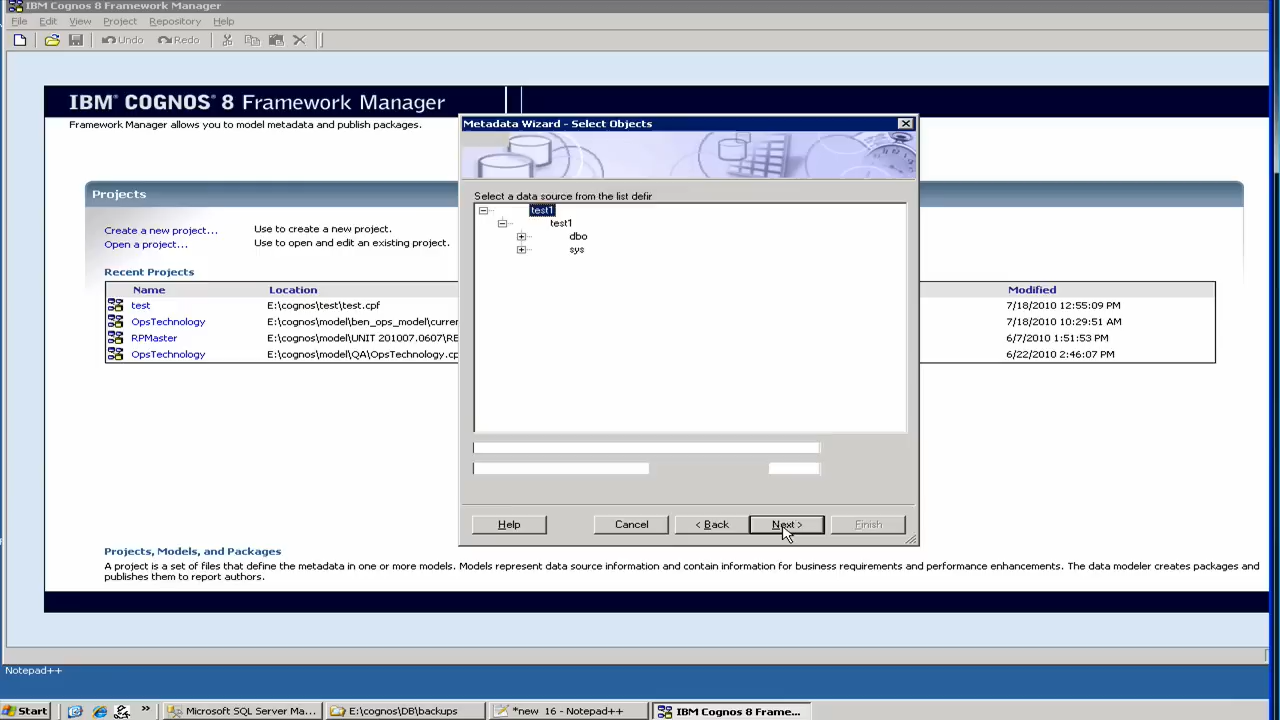 IBM Cognos 8 Framework Manager
File Edit View Project Repository Help
Undo Redo
IBM® COGNOS® 8 Framework Manager
Framework Manager allows you to model metadata and publish packages.
Metadata Wizard - Select Objects
Select a data source from the list defir
test1
test1
dbo
sys
Help Cancel < Back Next > Finish
Projects
Create a new project... Use to create a new project.
Open a project... Use to open and edit an existing project.
Recent Projects
Name Location Modified
test E:\cognos\test\test.cpf 7/18/2010 12:55:09 PM
OpsTechnology E:\cognos\model\ben_ops_model\curren 7/18/2010 10:29:51 AM
RPMaster E:\cognos\model\UNIT 201007.0607\RE 6/7/2010 1:51:53 PM
OpsTechnology E:\cognos\model\QA\OpsTechnology.cp 6/22/2010 2:46:07 PM
Projects, Models, and Packages
A project is a set of files that define the metadata in one or more models. Models represent data source information and contain information for business requirements and performance enhancements. The data modeler creates packages and
publishes them to report authors.
Notepad++
Start » Microsoft SQL Server Ma... E:\cognos\DB\backups *new 16 - Notepad++ IBM Cognos 8 Frame...